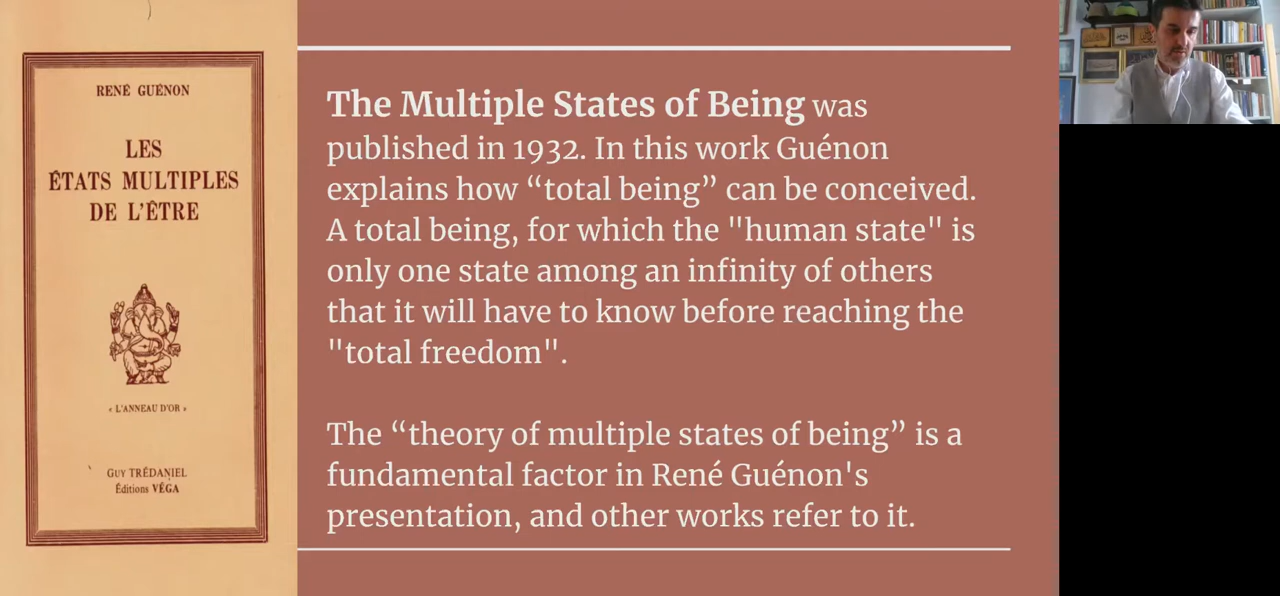 RENÉ GUÉNON
LES
ÉTATS MULTIPLES
DE L'ÊTRE
« L'ANNEAU D'OR »
GUY TRÉDANIEL
Éditions VÉGA
The Multiple States of Being was
published in 1932. In this work Guénon
explains how “total being” can be conceived.
A total being, for which the "human state" is
only one state among an infinity of others
that it will have to know before reaching the
"total freedom".
The “theory of multiple states of being” is a
fundamental factor in René Guénon's
presentation, and other works refer to it.